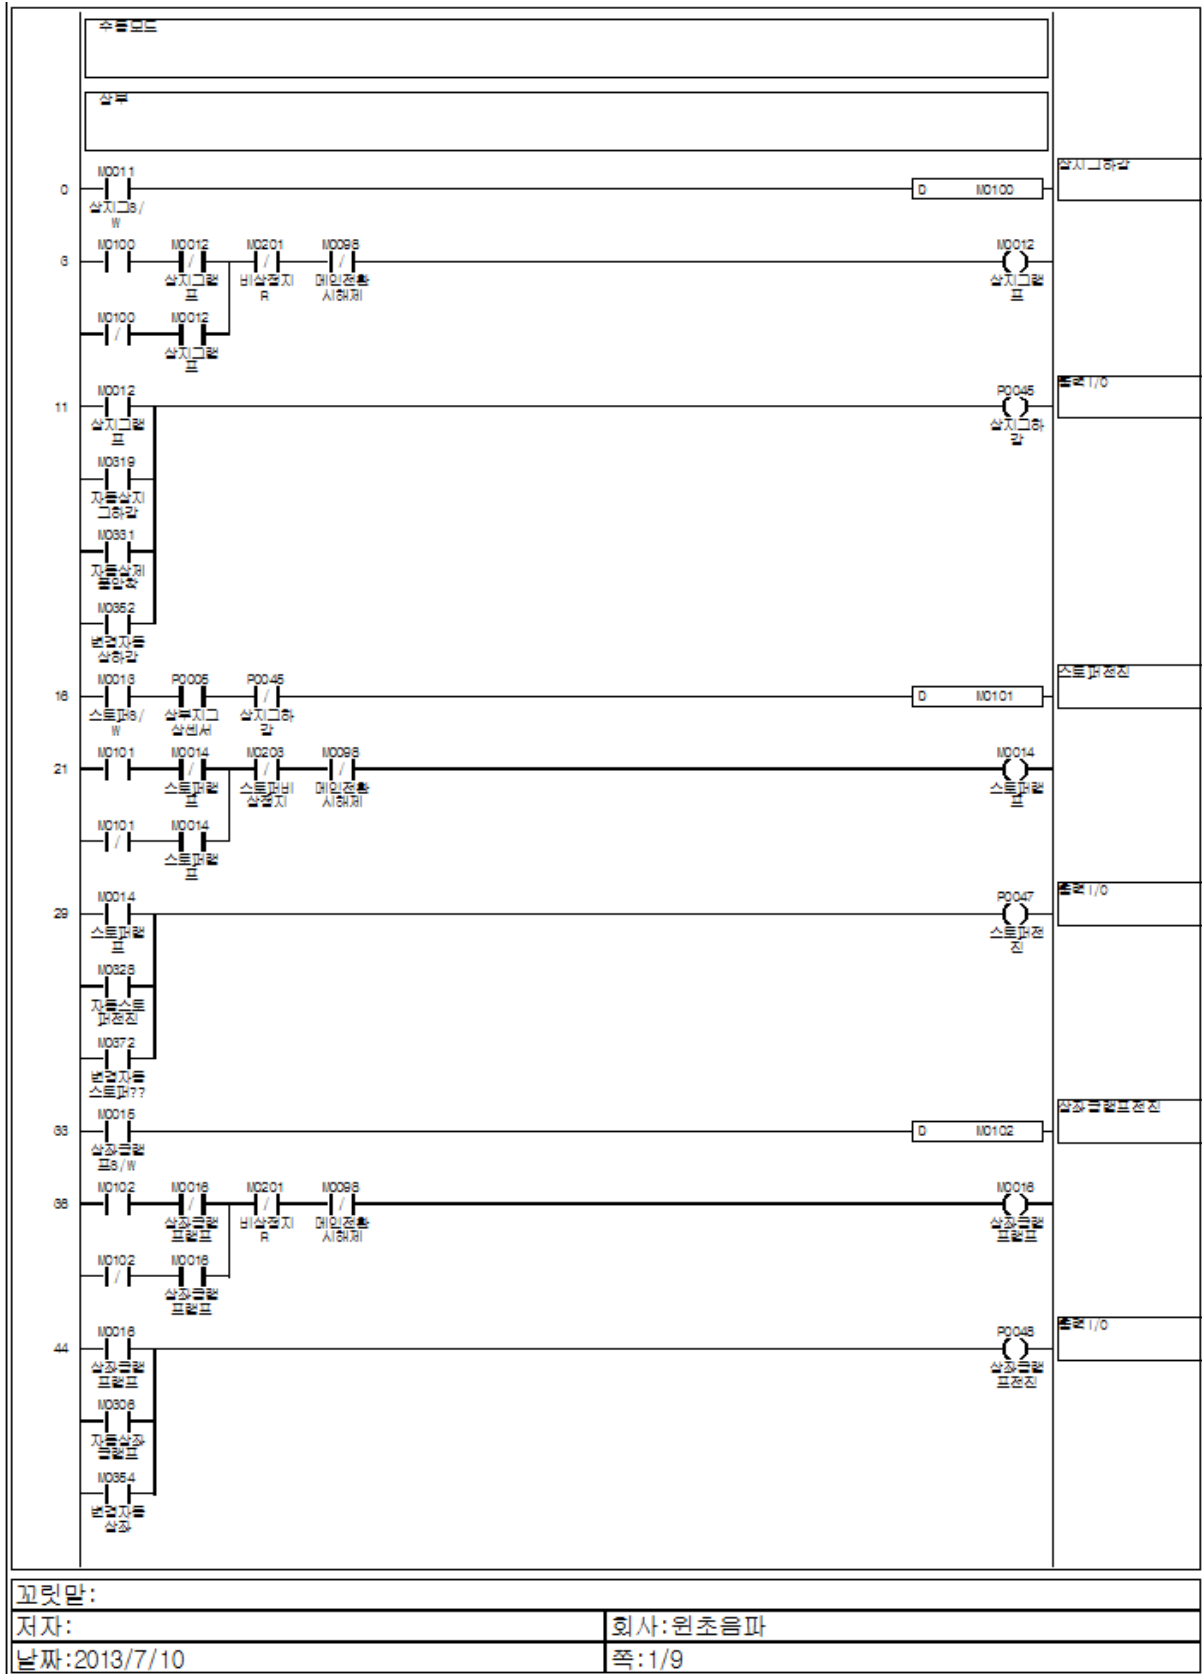 수동모드
상부
M0011
상지그하강
0
D M0100
상지그S/
W
M0100 M0012 M0201 M0098 M0012
상지그램 비상정지 메인전환 상지그램
프 R 시해제 프
M0100 M0012
상지그램
프
M0012 P0045 출력I/O
11
상지그램 상지그하
프 강
M0319
자동상지
그하강
M0331
자동상제
품안착
M0352
변경자동
상하강
M0013 P0005 P0045 스토퍼전진
16 D M0101
스토퍼S/ 상부지그 상지그하
W 상센서 강
M0101 M0014 M0203 M0098 M0014
21
스토퍼램 스토퍼비 메인전환 스토퍼램
프 상정지 시해제 프
M0101 M0014
스토퍼램
프
M0014 P0047 출력I/O
29
스토퍼램 스토퍼전
프 진
M0328
자동스토
퍼전진
M0372
변경자동
스토퍼??
M0015 상좌클램프전진
33 D M0102
상좌클램
프S/W
M0102 M0016 M0201 M0098 M0016
36
상좌클램 비상정지 메인전환 상좌클램
프램프 R 시해제 프램프
M0102 M0016
상좌클램
프램프
M0016 P0048 출력I/O
44
상좌클램 상좌클램
프램프 프전진
M0306
자동상좌
클램프
M0354
변경자동
상좌
꼬릿말:
저자: 회사:윈초음파
날짜:2013/7/10 쪽:1/9